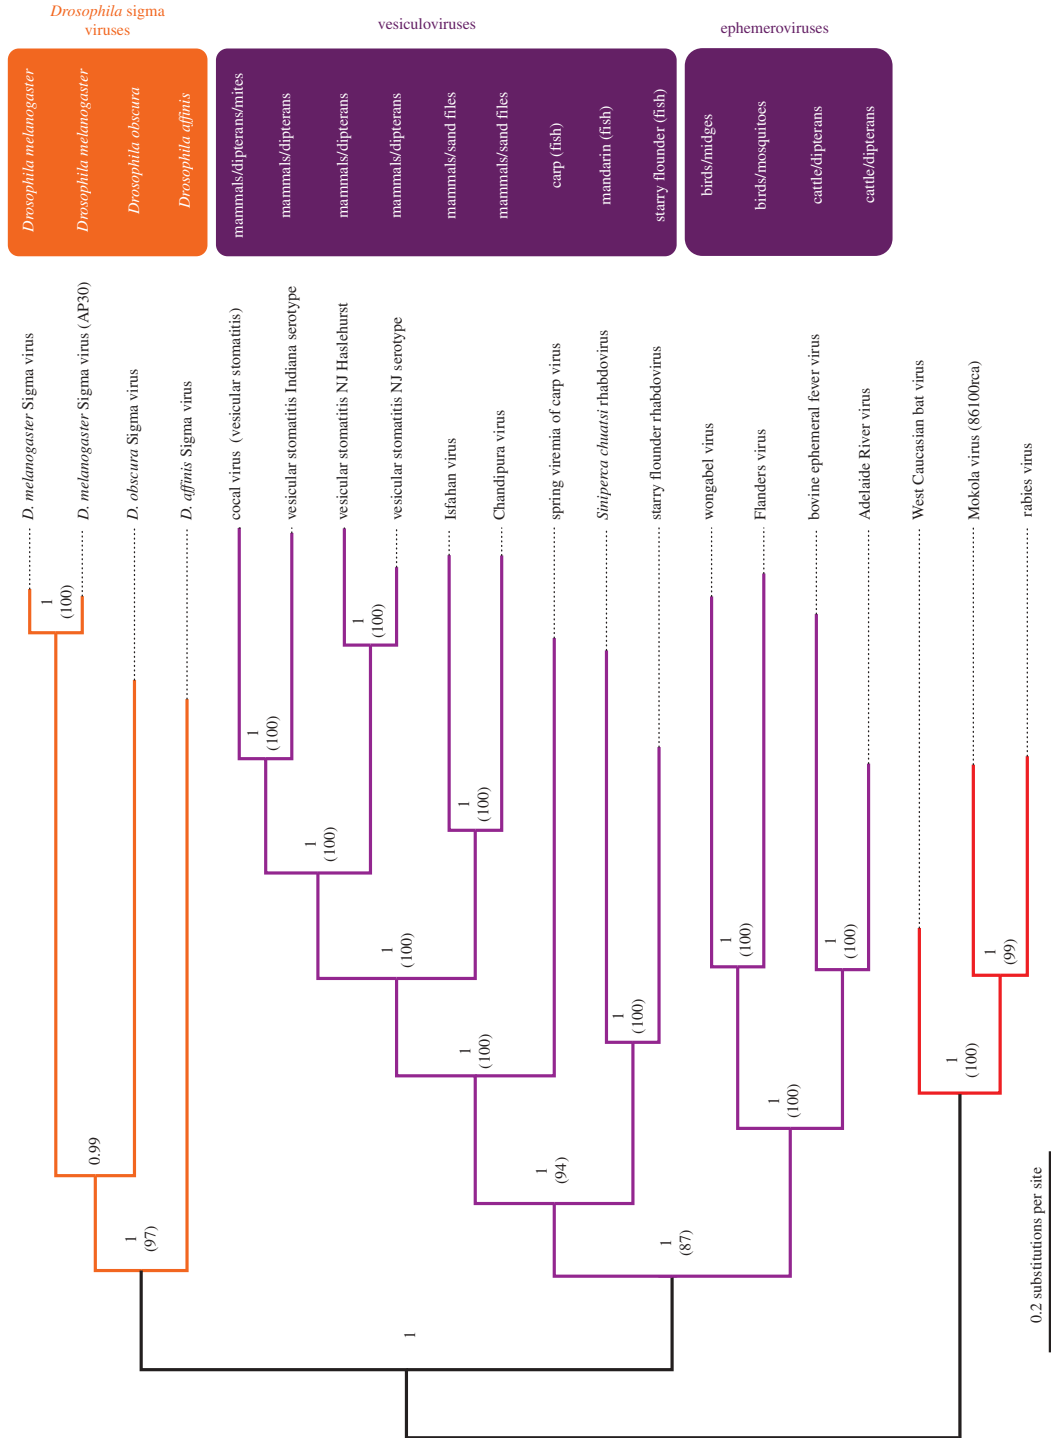 Drosophila sigma
viruses
vesiculoviruses
ephemeroviruses
Drosophila melanogaster
Drosophila melanogaster
Drosophila obscura
Drosophila affinis
mammals/dipterans/mites
mammals/dipterans
mammals/dipterans
mammals/dipterans
mammals/sand files
mammals/sand files
carp (fish)
mandarin (fish)
starry flounder (fish)
birds/midges
birds/mosquitoes
cattle/dipterans
cattle/dipterans
D. melanogaster Sigma virus
D. melanogaster Sigma virus (AP30)
D. obscura Sigma virus
D. affinis Sigma virus
cocal virus (vesicular stomatitis)
vesicular stomatitis Indiana serotype
vesicular stomatitis NJ Haslehurst
vesicular stomatitis NJ serotype
Isfahan virus
Chandipura virus
spring viremia of carp virus
Siniperca chuatsi rhabdovirus
starry flounder rhabdovirus
wongabel virus
Flanders virus
bovine ephemeral fever virus
Adelaide River virus
West Caucasian bat virus
Mokola virus (86100rca)
rabies virus
1
(100)
0.99
1
(97)
1
(100)
1
(100)
1
(100)
1
(100)
1
(100)
1
(100)
1
(100)
1
(94)
1
(87)
1
(100)
1
(100)
1
(100)
1
(100)
1
(99)
1
0.2 substitutions per site